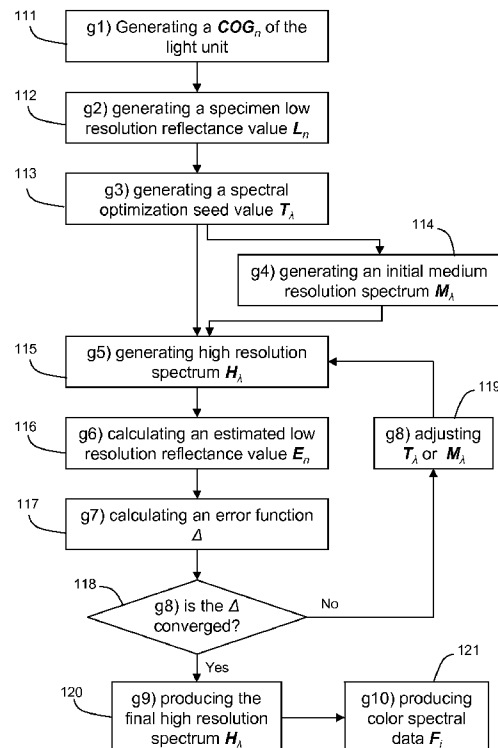 111
g1) Generating a COGn of the
light unit
112
g2) generating a specimen low
resolution reflectance value Ln
113
g3) generating a spectral
optimization seed value Tλ
114
g4) generating an initial medium
resolution spectrum Mλ
115
g5) generating high resolution
spectrum Hλ
116
g6) calculating an estimated low
resolution reflectance value En
119
g8) adjusting
Tλ or Mλ
117
g7) calculating an error function
Δ
118
g8) is the Δ
converged?
No
Yes
120
g9) producing the
final high resolution
spectrum Hλ
121
g10) producing
color spectral
data Fi